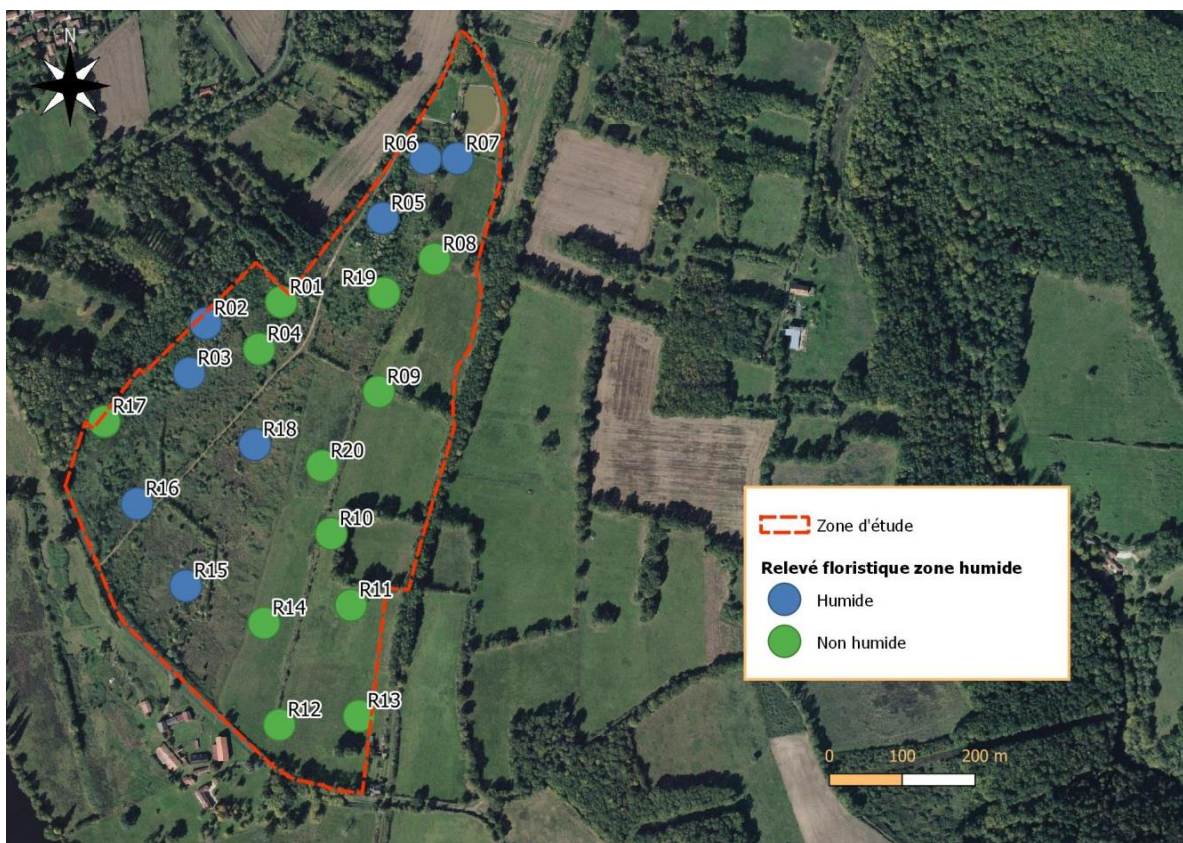 N
R06
R07
R05
R08
R19
R01
R02
R04
R03
R09
R17
R18
R20
R16
R10
R15
R11
R14
R12
R13
Zone d'étude
Relevé floristique zone humide
Humide
Non humide
0 100 200 m